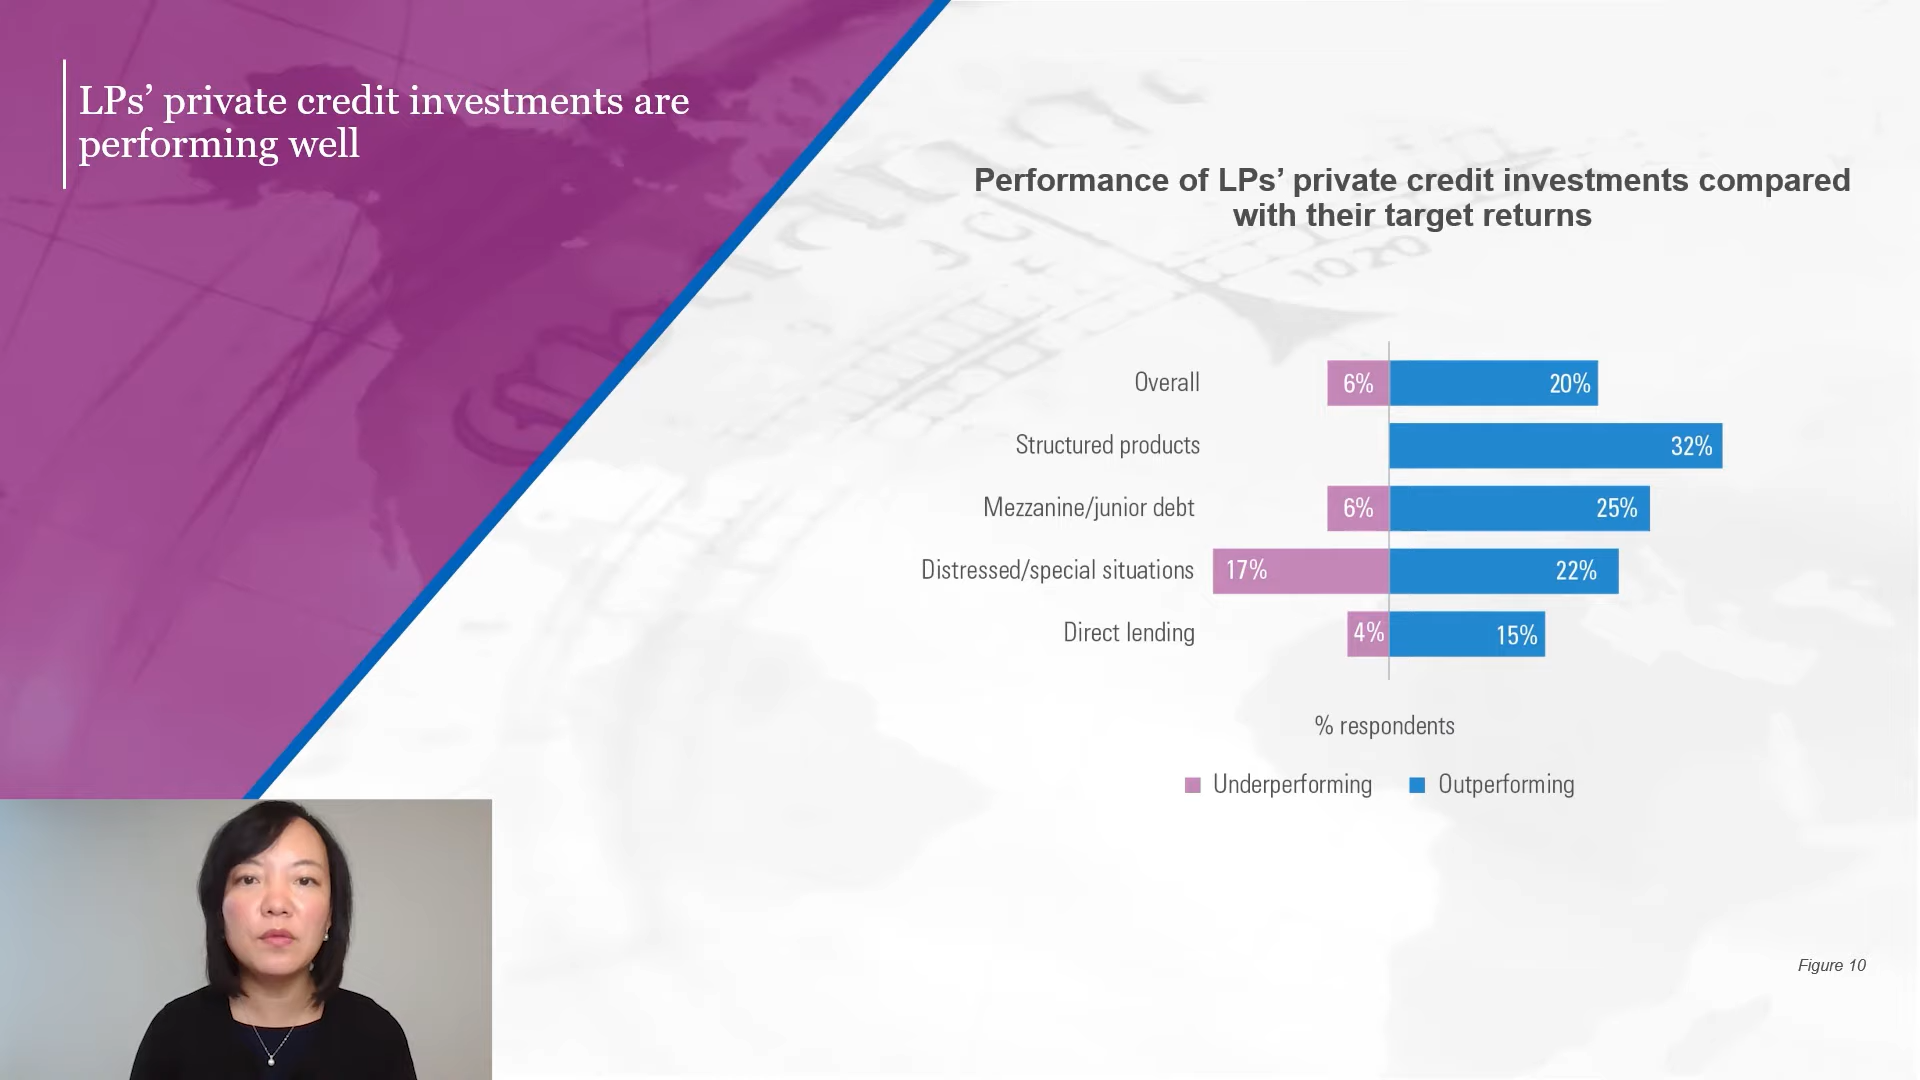 LPs’ private credit investments are
performing well
Performance of LPs’ private credit investments compared
with their target returns
Overall 6% 20%
Structured products 32%
Mezzanine/junior debt 6% 25%
Distressed/special situations 17% 22%
Direct lending 4% 15%
% respondents
Underperforming Outperforming
Figure 10
1020